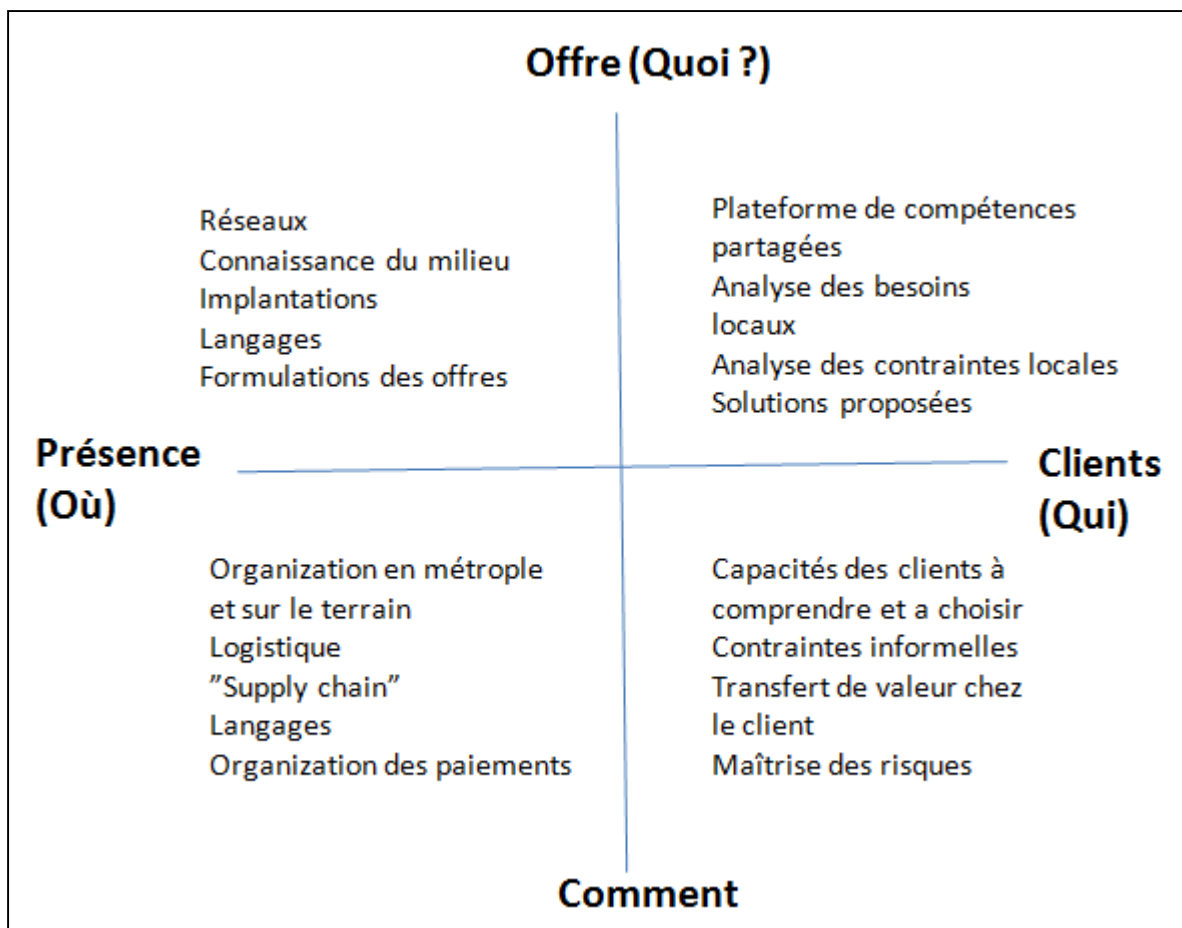 Offre (Quoi ?)
Réseaux
Connaissance du milieu
Implantations
Langages
Formulations des offres
Plateforme de compétences
partagées
Analyse des besoins
locaux
Analyse des contraintes locales
Solutions proposées
Présence
(Où)
Clients
(Qui)
Organization en métrople
et sur le terrain
Logistique
”Supply chain”
Langages
Organization des paiements
Capacités des clients à
comprendre et a choisir
Contraintes informelles
Transfert de valeur chez
le client
Maîtrise des risques
Comment